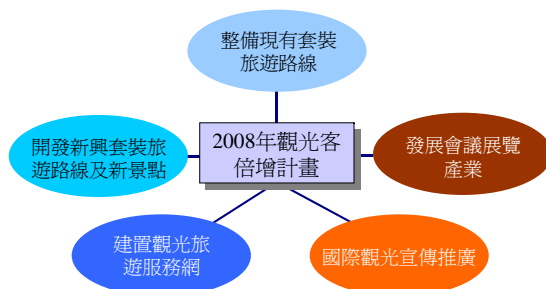 整備現有套裝
旅遊路線
開發新興套裝旅
遊路線及新景點
2008年觀光客
倍增計畫
發展會議展覽
產業
建置觀光旅
遊服務網
國際觀光宣傳推廣